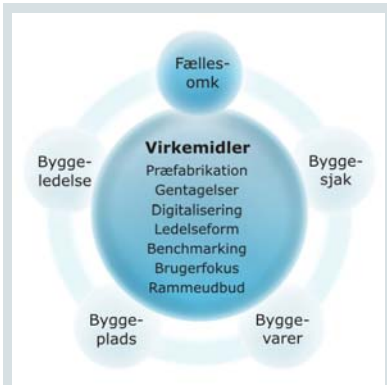 Fælles-
omk
Virkemidler
Præfabrikation
Gentagelser
Digitalisering
Ledelseform
Benchmarking
Brugerfokus
Rammeudbud
Bygge-
ledelse
Bygge-
sjak
Bygge-
plads
Bygge-
varer